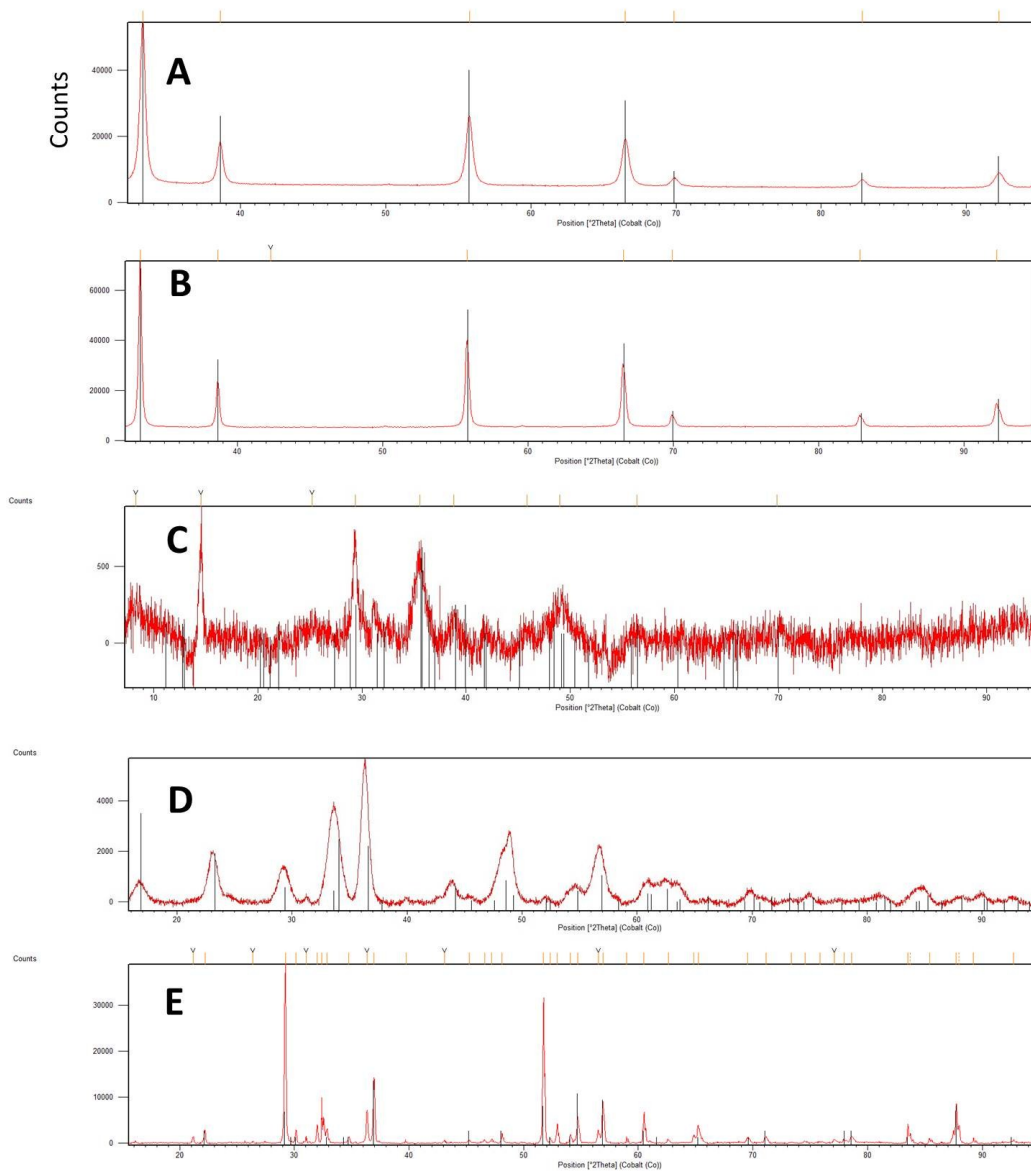 Counts
A
40000
20000
0
40 50 60 70 80 90
Position [°2Theta] (Cobalt (Co))
B
60000
40000
20000
0
40 50 60 70 80 90
Position [°2Theta] (Cobalt (Co))
Counts
C
500
0
10 20 30 40 50 60 70 80 90
Position [°2Theta] (Cobalt (Co))
Counts
D
4000
2000
0
20 30 40 50 60 70 80 90
Position [°2Theta] (Cobalt (Co))
Counts
E
30000
20000
10000
0
20 30 40 50 60 70 80 90
Position [°2Theta] (Cobalt (Co))